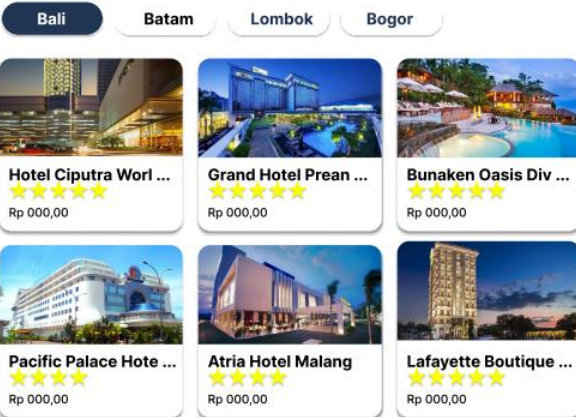 Bali
Batam
Lombok
Bogor
Hotel Ciputra Worl ...
Grand Hotel Prean ...
Bunaken Oasis Div ...
Rp 000,00
Rp 000,00
Rp 000,00
Pacific Palace Hote ...
Atria Hotel Malang
Lafayette Boutique ...
Rp 000,00
Rp 000,00
Rp 000,00